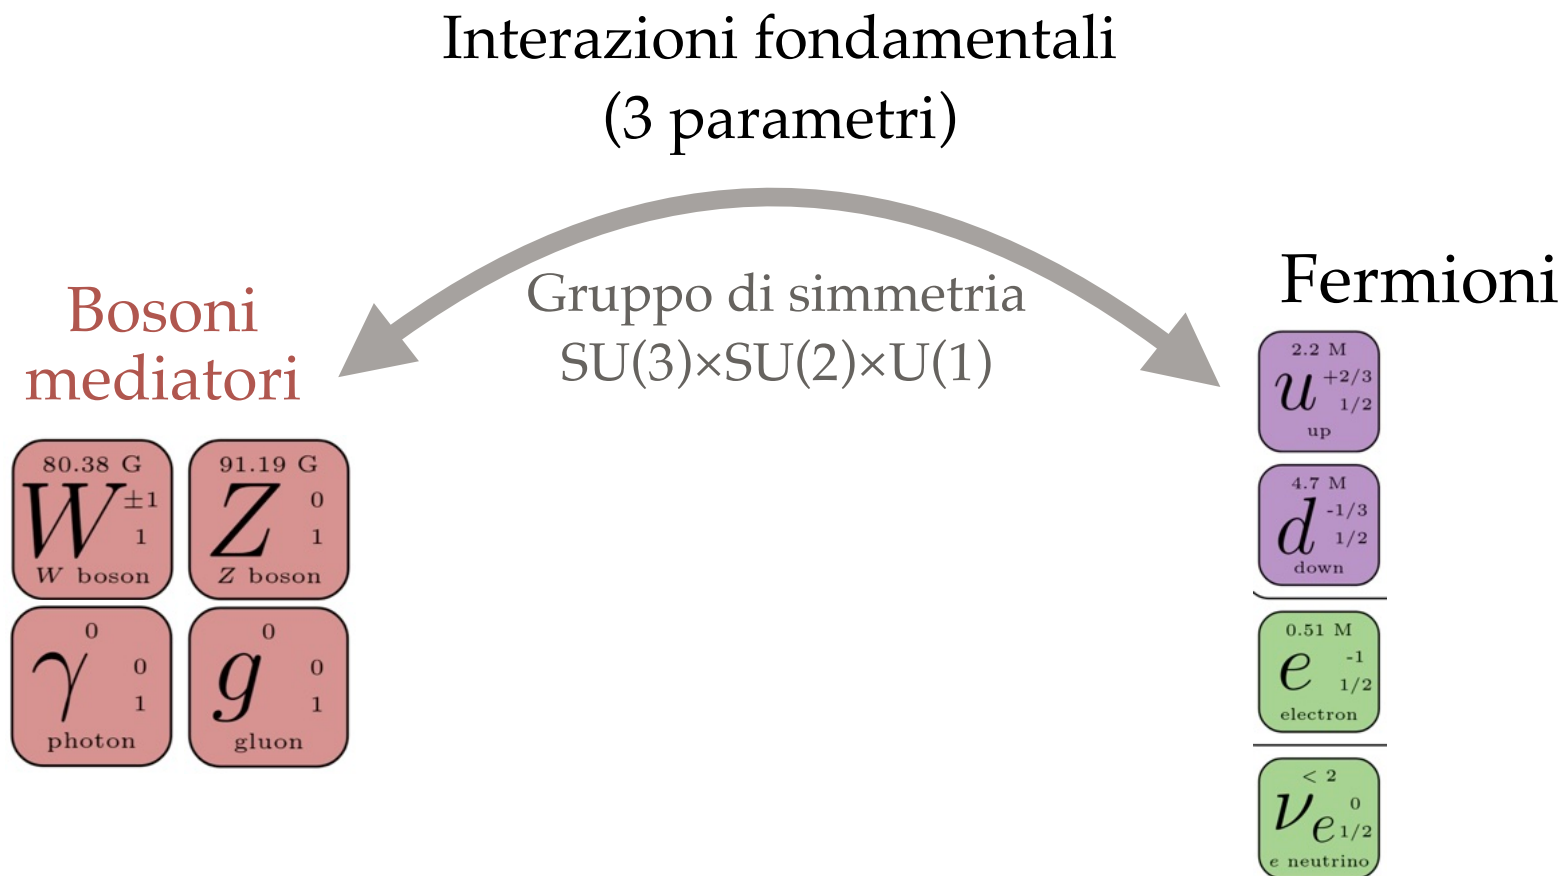 Interazioni fondamentali
(3 parametri)
Gruppo di simmetria
SU(3)×SU(2)×U(1)
Bosoni
mediatori
80.38 G
W ±1
1
W boson
91.19 G
Z 0
1
Z boson
0
γ 0
1
photon
0
g 0
1
gluon
Fermioni
2.2 M
u +2/3
1/2
up
4.7 M
d -1/3
1/2
down
0.51 M
e -1
1/2
electron
< 2
νe 0
1/2
e neutrino